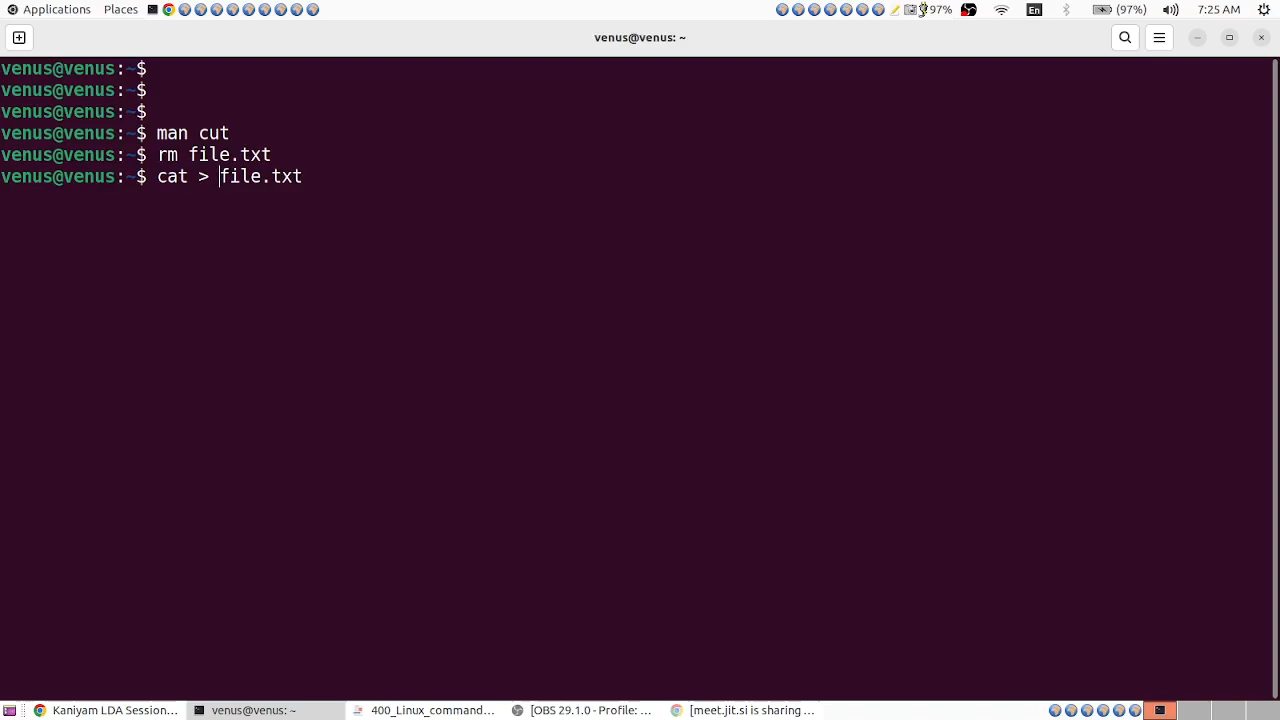 Applications Places 97% En (97%) 7:25 AM
venus@venus: ~
venus@venus:~$
venus@venus:~$
venus@venus:~$
venus@venus:~$ man cut
venus@venus:~$ rm file.txt
venus@venus:~$ cat > file.txt
Kaniyam LDA Session... venus@venus: ~ 400_Linux_command... [OBS 29.1.0 - Profile: ... [meet.jit.si is sharing ...